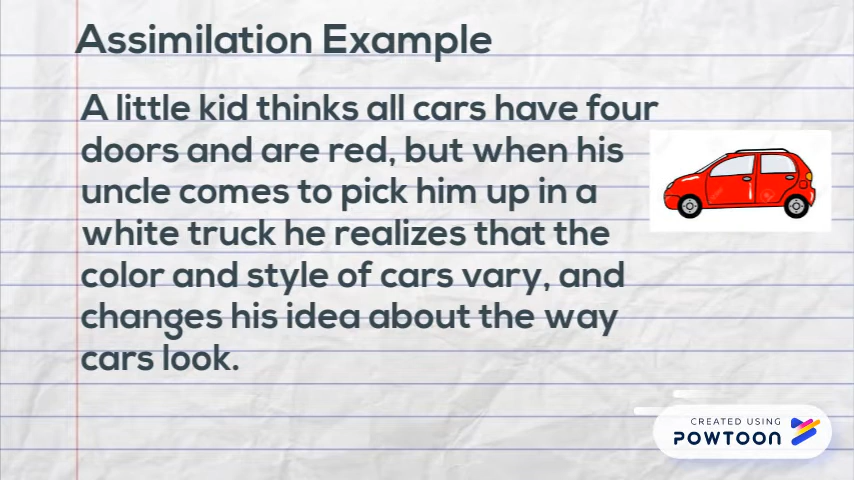 Assimilation Example
A little kid thinks all cars have four
doors and are red, but when his
uncle comes to pick him up in a
white truck he realizes that the
color and style of cars vary, and
changes his idea about the way
cars look.
CREATED USING
POWTOON